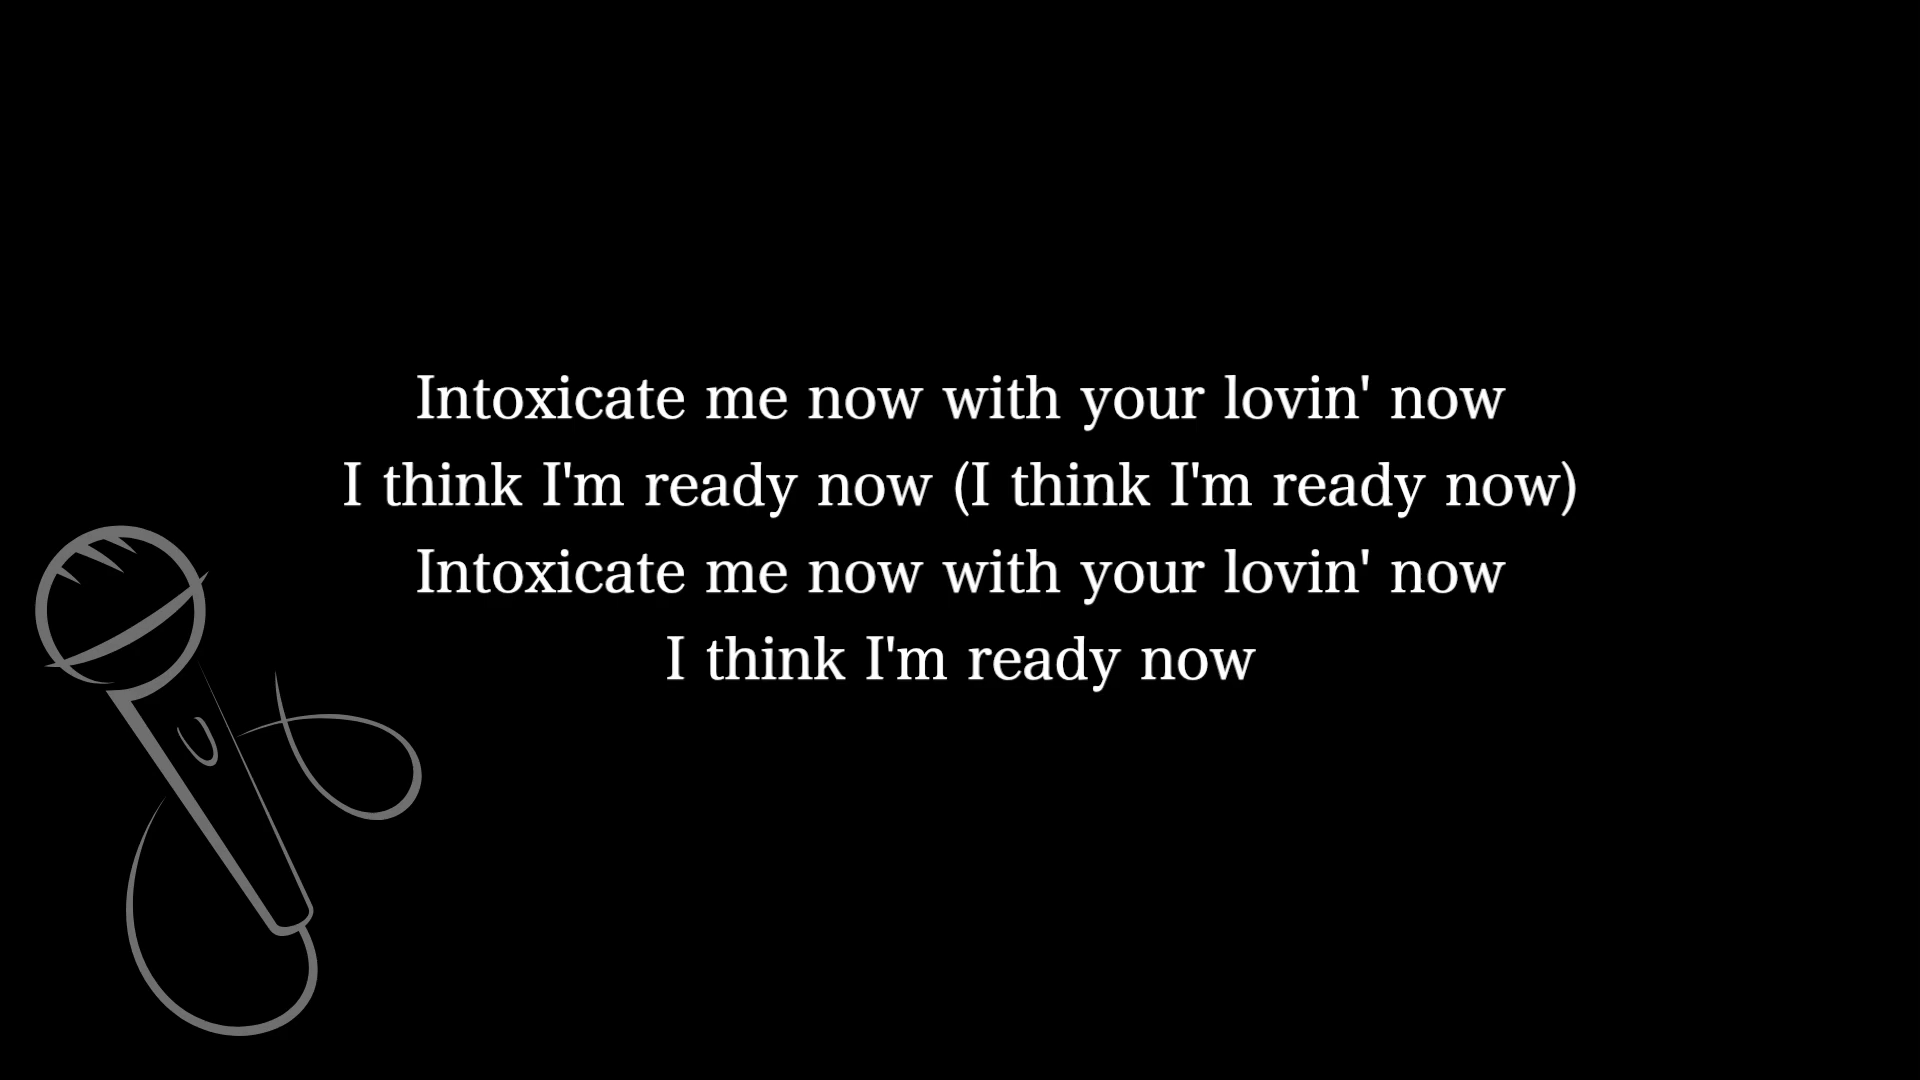 Intoxicate me now with your lovin' now
I think I'm ready now (I think I'm ready now)
Intoxicate me now with your lovin' now
I think I'm ready now